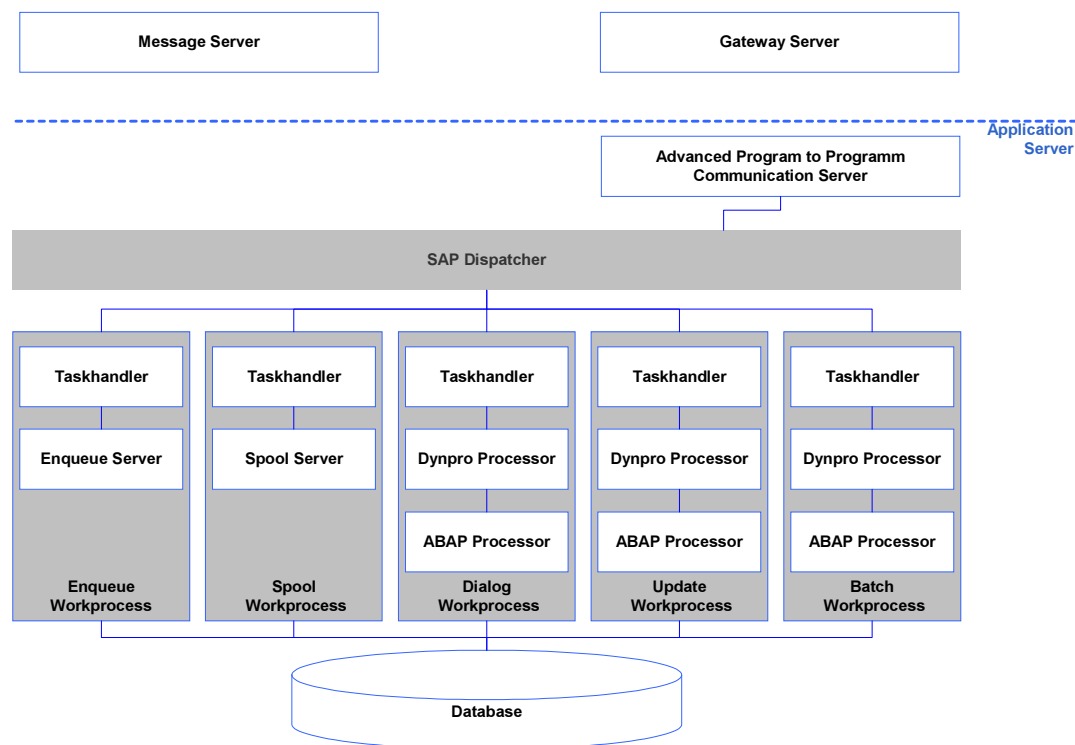 Message Server
Gateway Server
Application
Server
Advanced Program to Programm
Communication Server
SAP Dispatcher
Taskhandler
Taskhandler
Taskhandler
Taskhandler
Taskhandler
Enqueue Server
Spool Server
Dynpro Processor
Dynpro Processor
Dynpro Processor
ABAP Processor
ABAP Processor
ABAP Processor
Enqueue
Workprocess
Spool
Workprocess
Dialog
Workprocess
Update
Workprocess
Batch
Workprocess
Database